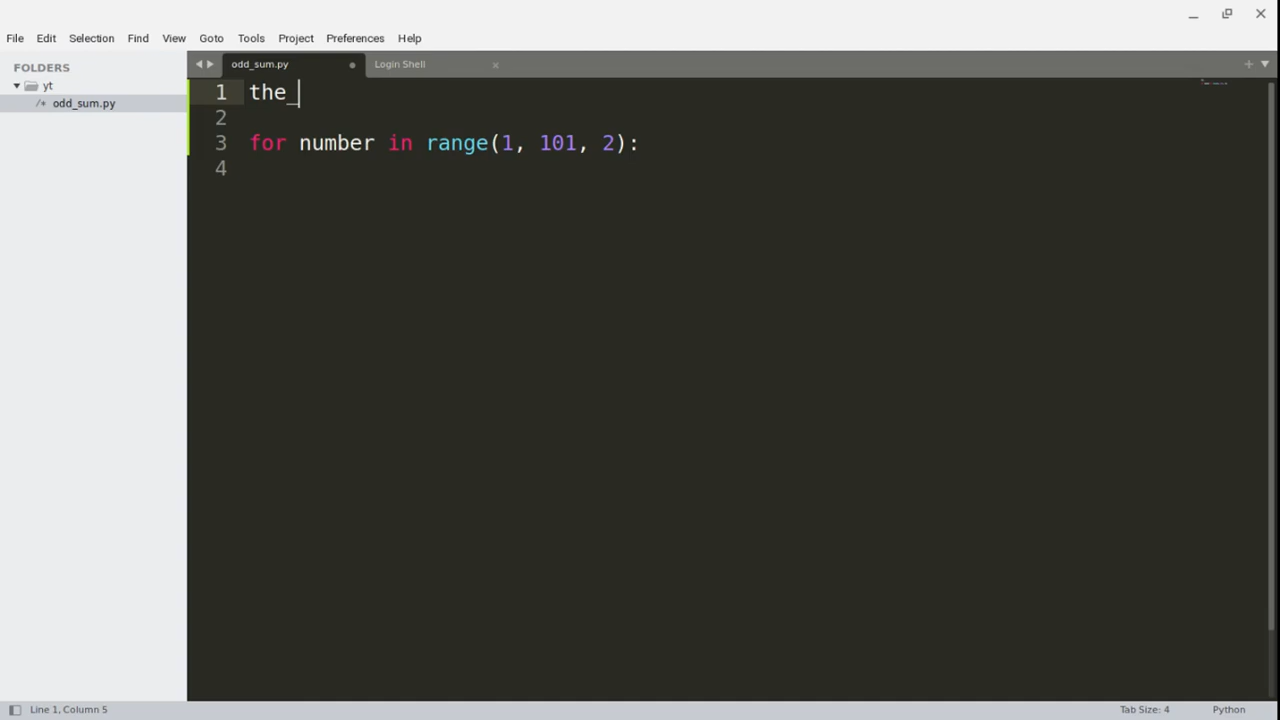 File Edit Selection Find View Goto Tools Project Preferences Help
FOLDERS
yt
/* odd_sum.py
odd_sum.py
Login Shell
1 the_
2
3 for number in range(1, 101, 2):
4
Line 1, Column 5
Tab Size: 4
Python